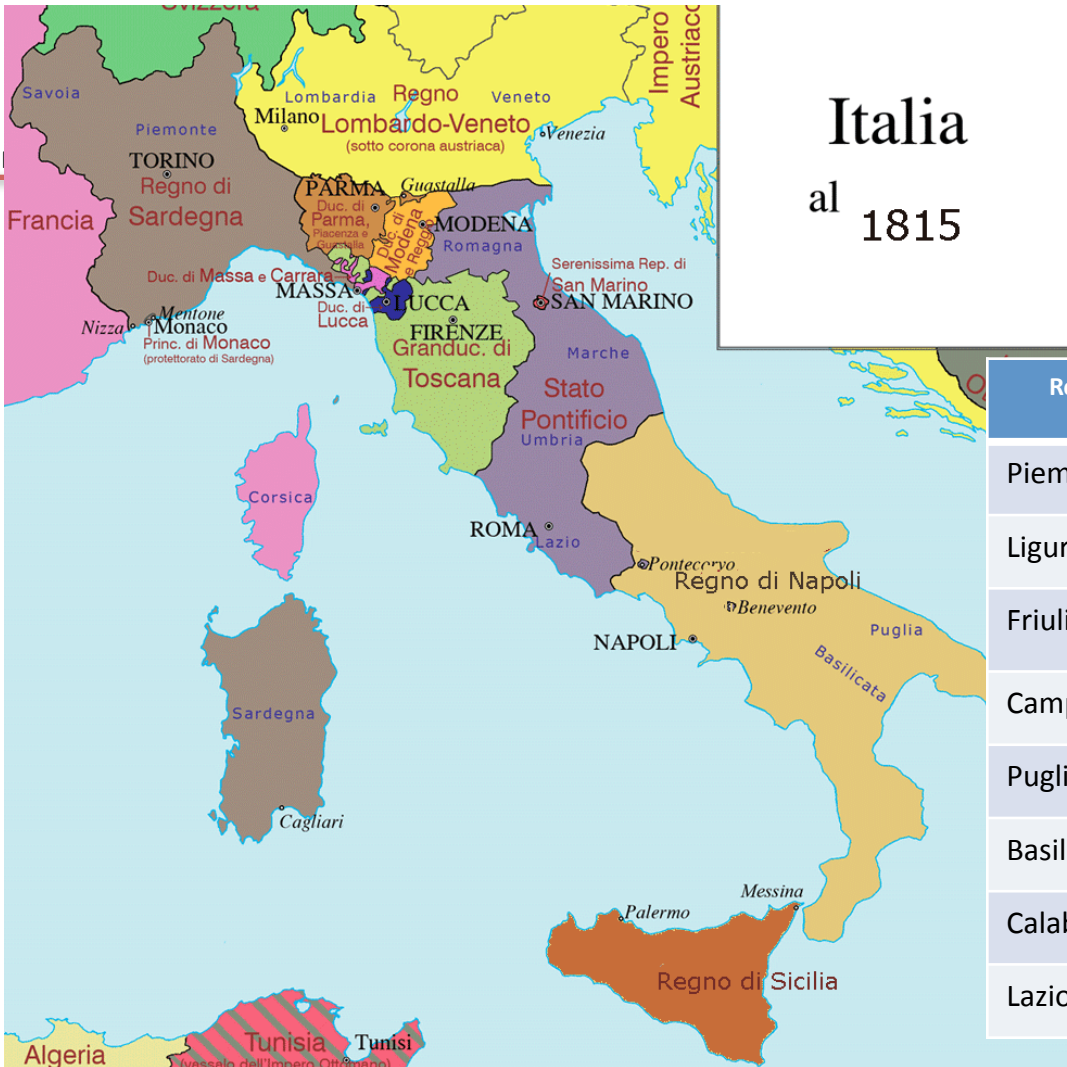 Svizzera
Impero
Austriaco
Savoia
Lombardia
Regno
Veneto
Milano
Lombardo-Veneto
(sotto corona austriaca)
Venezia
Piemonte
TORINO
Regno di
Sardegna
Francia
PARMA
Guastalla
Duc. di
Parma,
Piacenza e
Guastalla
Duc. di
Modena
e Reggio
MODENA
Romagna
Duc. di Massa e Carrara
MASSA
Duc. di
Lucca
LUCCA
FIRENZE
Granduc. di
Toscana
Serenissima Rep. di
San Marino
SAN MARINO
Nizza
Mentone
Monaco
Princ. di Monaco
(protettorato di Sardegna)
Marche
Stato
Pontificio
Umbria
Corsica
ROMA
Lazio
Pontecorvo
Regno di Napoli
Benevento
NAPOLI
Puglia
Basilicata
Sardegna
Cagliari
Messina
Palermo
Regno di Sicilia
Algeria
Tunisia
(vassallo dell'Impero Ottomano)
Tunisi
Italia
al 1815
Piem
Ligur
Friuli
Camp
Pugli
Basil
Calab
Lazio